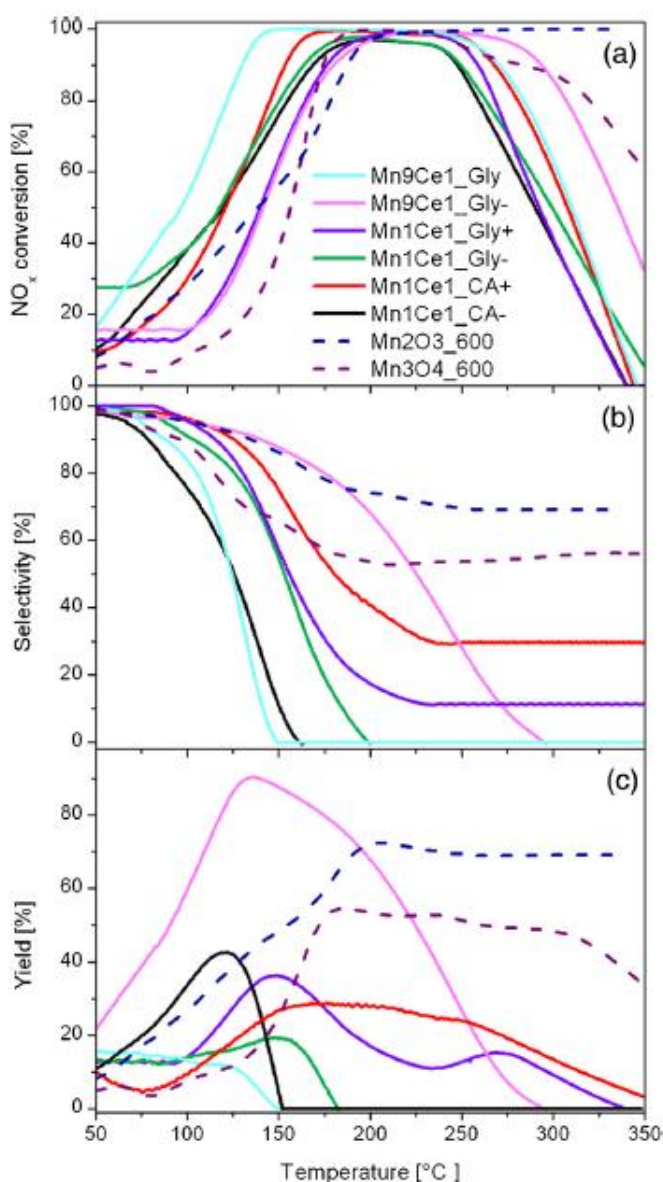 (a)
100
80
60
40
20
0
NOx conversion [%]
Mn9Ce1_Gly
Mn9Ce1_Gly-
Mn1Ce1_Gly+
Mn1Ce1_Gly-
Mn1Ce1_CA+
Mn1Ce1_CA-
Mn2O3_600
Mn3O4_600
(b)
100
80
60
40
20
0
Selectivity [%]
(c)
80
60
40
20
0
Yield [%]
50 100 150 200 250 300 350
Temperature [°C ]